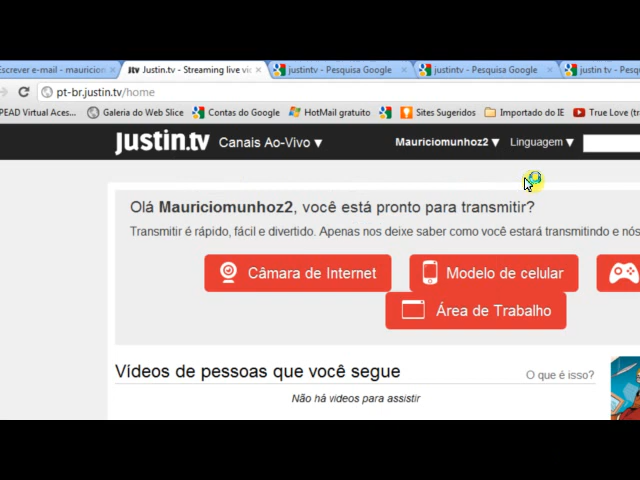 Escrever e-mail - mauricion
Justin.tv - Streaming live vi
justintv - Pesquisa Google
justintv - Pesquisa Google
justin tv - Pesq
pt-br.justin.tv/home
PEAD Virtual Aces... Galeria do Web Slice Contas do Google HotMail gratuito Sites Sugeridos Importado do IE True Love (tra
Justin.tv Canais Ao-Vivo ▼ Mauriciomunhoz2 ▼ Linguagem ▼
Olá Mauriciomunhoz2, você está pronto para transmitir?
Transmitir é rápido, fácil e divertido. Apenas nos deixe saber como você estará transmitindo e nós
Câmara de Internet
Modelo de celular
Área de Trabalho
Vídeos de pessoas que você segue
O que é isso?
Não há videos para assistir